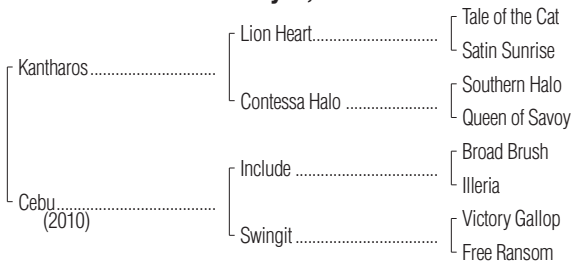 Tale of the Cat
Lion Heart
Satin Sunrise
Kantharos
Southern Halo
Contessa Halo
Queen of Savoy
Broad Brush
Include
Illeria
Cebu
(2010)
Victory Gallop
Swingit
Free Ransom